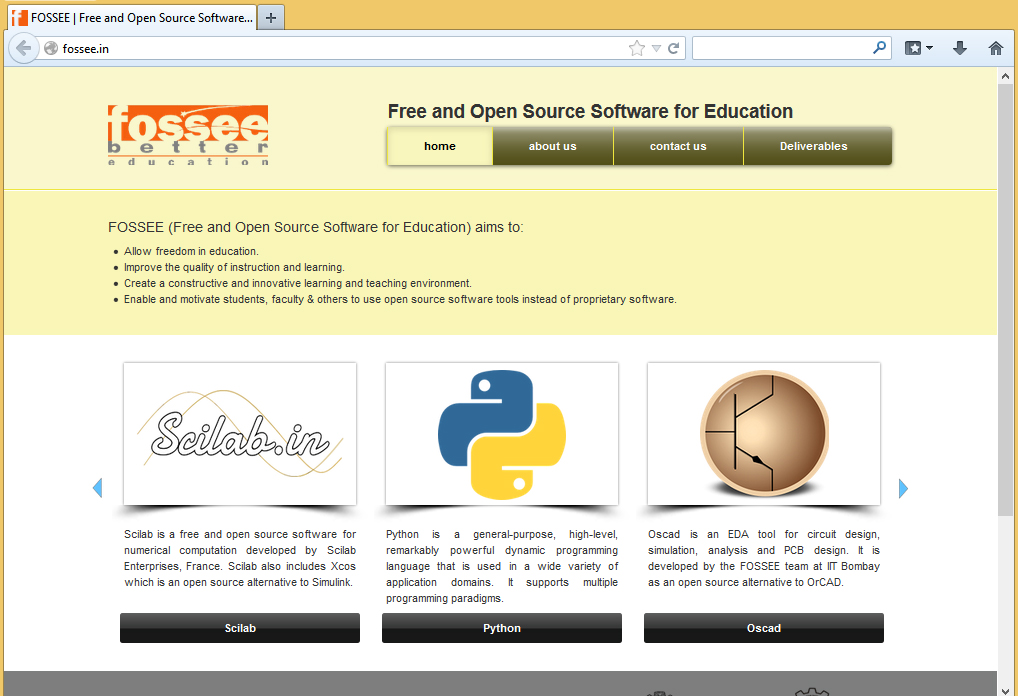 FOSSEE | Free and Open Source Software...
fossee.in
fossee
better
education
Free and Open Source Software for Education
home
about us
contact us
Deliverables
FOSSEE (Free and Open Source Software for Education) aims to:
Allow freedom in education.
Improve the quality of instruction and learning.
Create a constructive and innovative learning and teaching environment.
Enable and motivate students, faculty & others to use open source software tools instead of proprietary software.
Scilab.in
Scilab is a free and open source software for
numerical computation developed by Scilab
Enterprises, France. Scilab also includes Xcos
which is an open source alternative to Simulink.
Scilab
Python is a general-purpose, high-level,
remarkably powerful dynamic programming
language that is used in a wide variety of
application domains. It supports multiple
programming paradigms.
Python
Oscad is an EDA tool for circuit design,
simulation, analysis and PCB design. It is
developed by the FOSSEE team at IIT Bombay
as an open source alternative to OrCAD.
Oscad